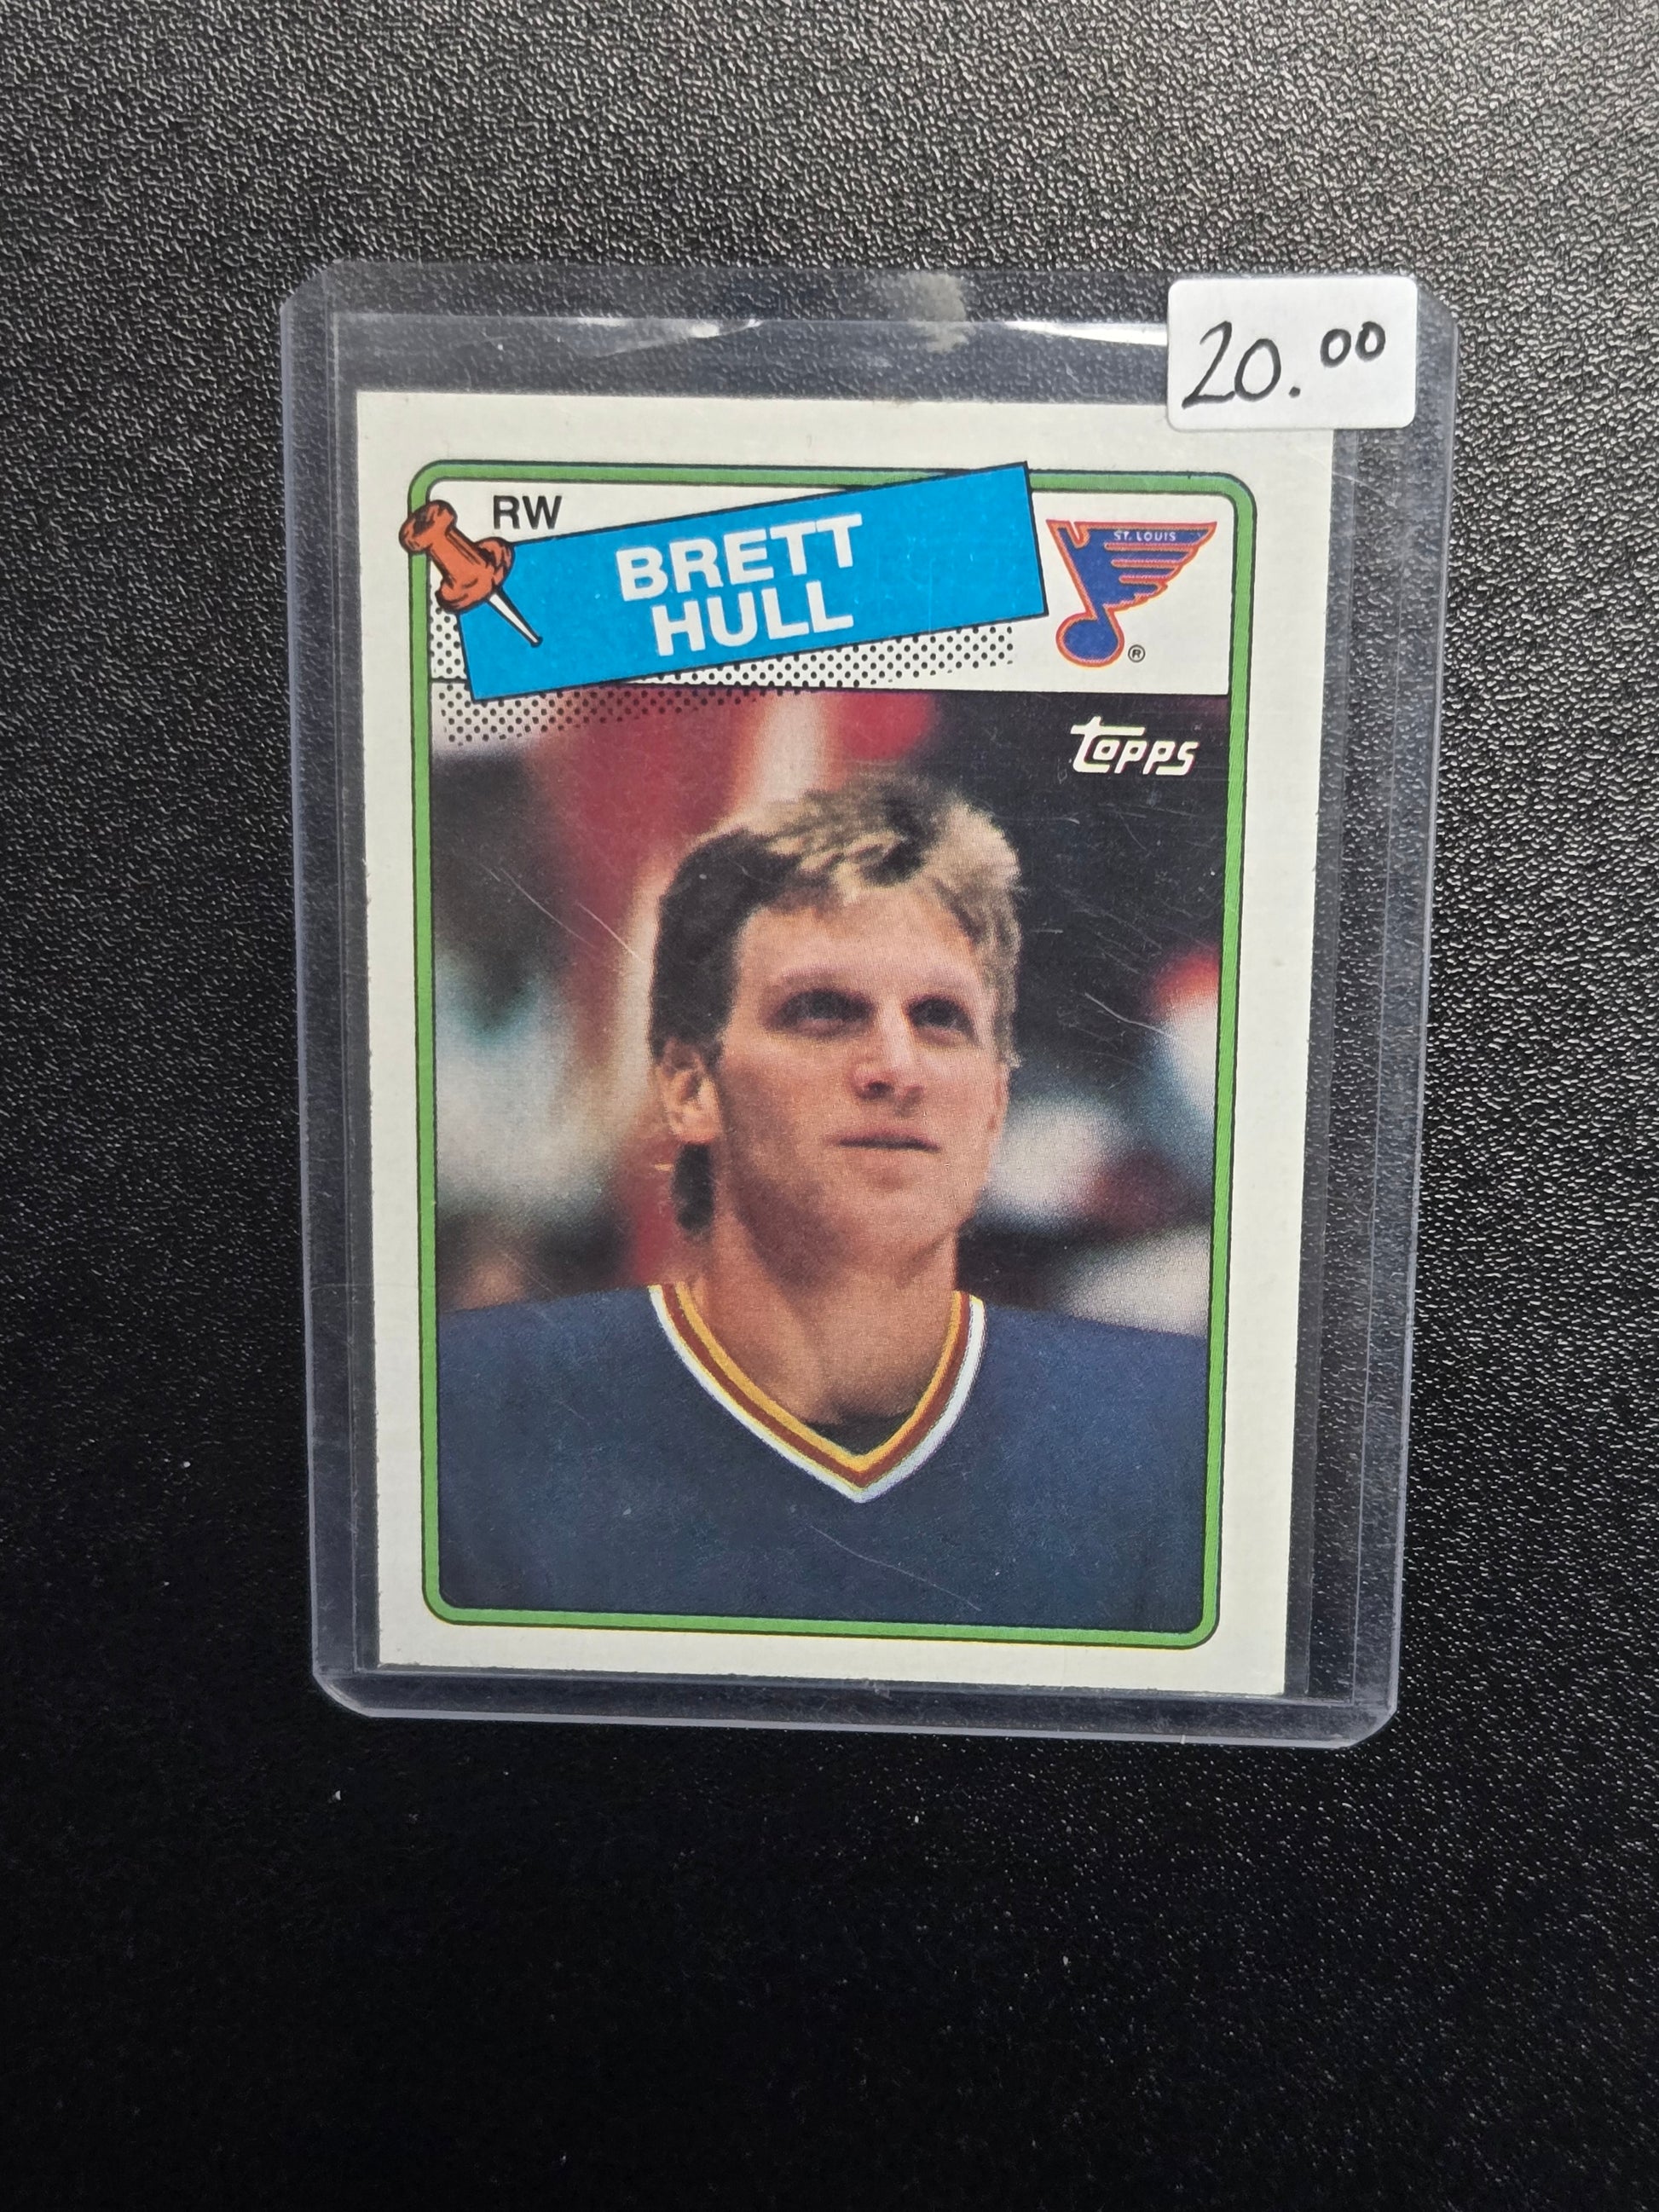 20.00
RW
BRETT
HULL
ST. LOUIS
®
topps